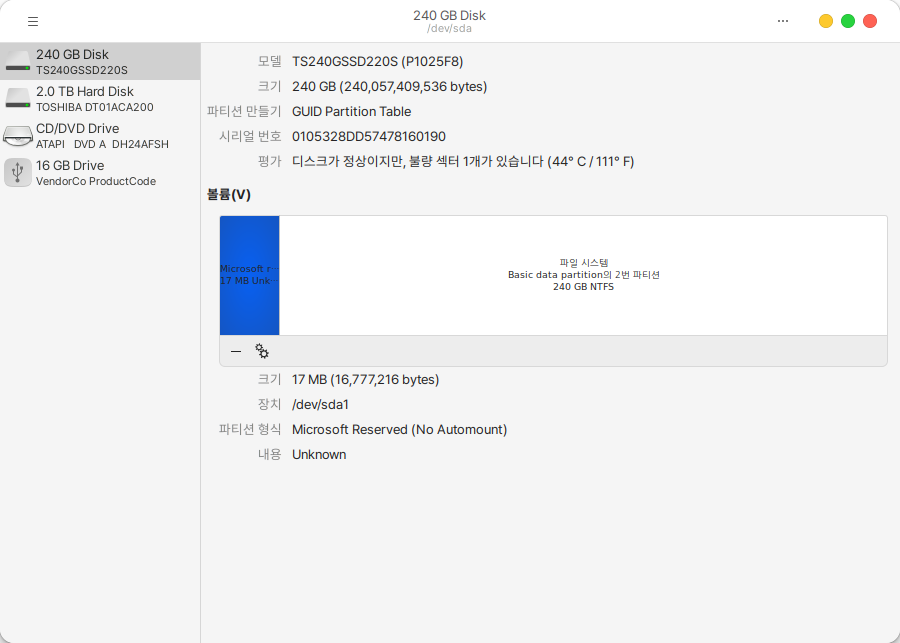 240 GB Disk
/dev/sda
240 GB Disk
TS240GSSD220S
2.0 TB Hard Disk
TOSHIBA DT01ACA200
CD/DVD Drive
ATAPI DVD A DH24AFSH
16 GB Drive
VendorCo ProductCode
모델 TS240GSSD220S (P1025F8)
크기 240 GB (240,057,409,536 bytes)
파티션 만들기 GUID Partition Table
시리얼 번호 0105328DD57478160190
평가 디스크가 정상이지만, 불량 섹터 1개가 있습니다 (44° C / 111° F)
볼륨(V)
Microsoft r…
17 MB Unk…
파일 시스템
Basic data partition의 2번 파티션
240 GB NTFS
크기 17 MB (16,777,216 bytes)
장치 /dev/sda1
파티션 형식 Microsoft Reserved (No Automount)
내용 Unknown